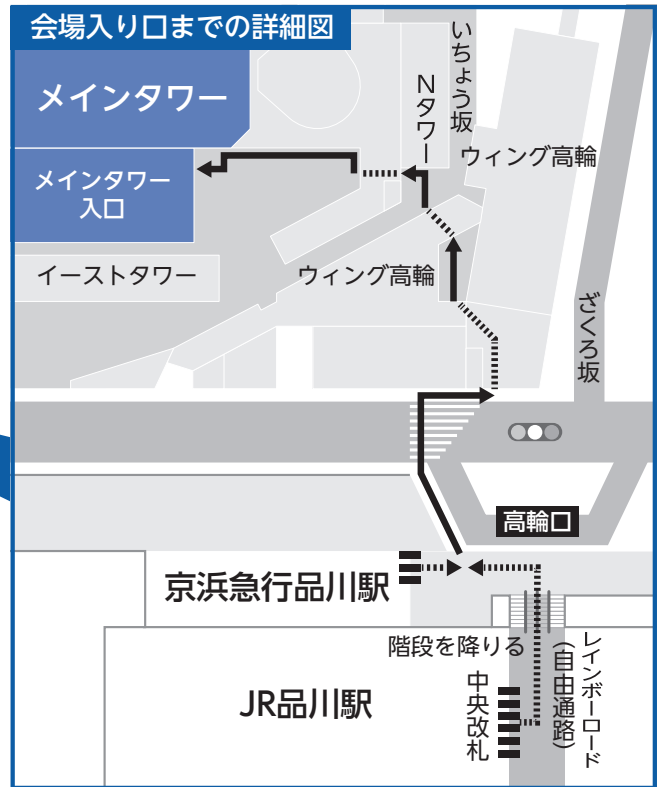 会場入り口までの詳細図
メインタワー
いちょう坂
Nタワー
ウィング高輪
メインタワー
入口
イーストタワー
ウィング高輪
ざくろ坂
高輪口
京浜急行品川駅
階段を降りる
レインボーロード
(自由通路)
JR品川駅
中央改札